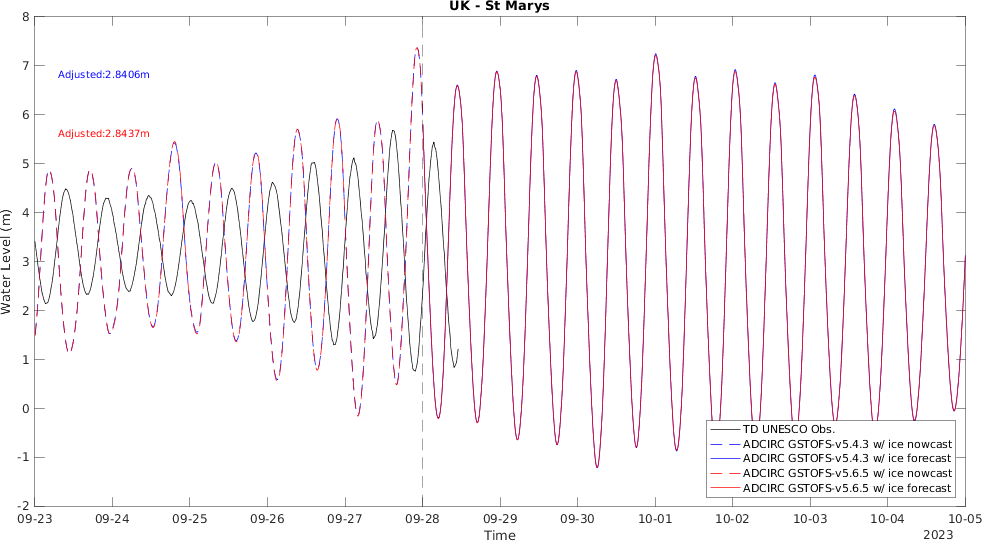 UK - St Marys
8
7
6
5
4
3
2
1
0
-1
-2
Water Level (m)
Adjusted:2.8406m
Adjusted:2.8437m
TD UNESCO Obs.
ADCIRC GSTOFS-v5.4.3 w/ ice nowcast
ADCIRC GSTOFS-v5.4.3 w/ ice forecast
ADCIRC GSTOFS-v5.6.5 w/ ice nowcast
ADCIRC GSTOFS-v5.6.5 w/ ice forecast
09-23 09-24 09-25 09-26 09-27 09-28 09-29 09-30 10-01 10-02 10-03 10-04 10-05
Time
2023